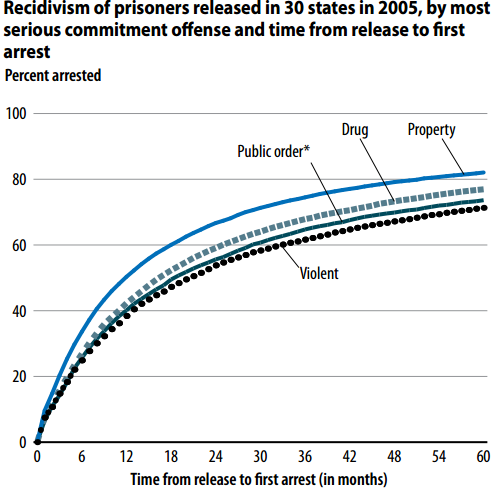 Recidivism of prisoners released in 30 states in 2005, by most
serious commitment offense and time from release to first
arrest
Percent arrested
100
80
60
40
20
0
Property
Drug
Public order*
Violent
0 6 12 18 24 30 36 42 48 54 60
Time from release to first arrest (in months)